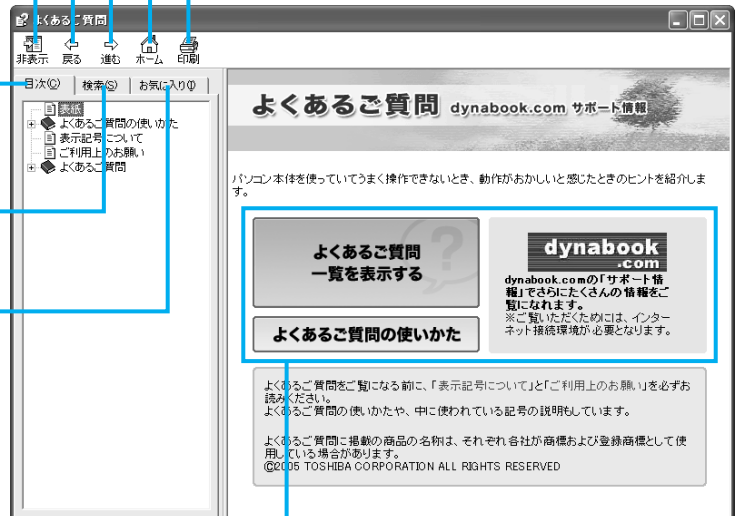 よくあるご質問
非表示 戻る 進む ホーム 印刷
目次(C) 検索(S) お気に入り(I)
表紙
よくあるご質問の使いかた
表示記号について
ご利用上のお願い
よくあるご質問
よくあるご質問 dynabook.com サポート情報
パソコン本体を使っていてうまく操作できないとき、動作がおかしいと感じたときのヒントを紹介しま
す。
よくあるご質問
一覧を表示する
よくあるご質問の使いかた
dynabook
.com
dynabook.comの「サポート情
報」でさらにたくさんの情報をご
覧になれます。
※ご覧いただくためには、インター
ネット接続環境が必要となります。
よくあるご質問をご覧になる前に、「表示記号について」と「ご利用上のお願い」を必ずお
読みください。
よくあるご質問の使いかたや、中に使われている記号の説明もしています。
よくあるご質問に掲載の商品の名称は、それぞれ各社が商標および登録商標として使
用している場合があります。
©2005 TOSHIBA CORPORATION ALL RIGHTS RESERVED